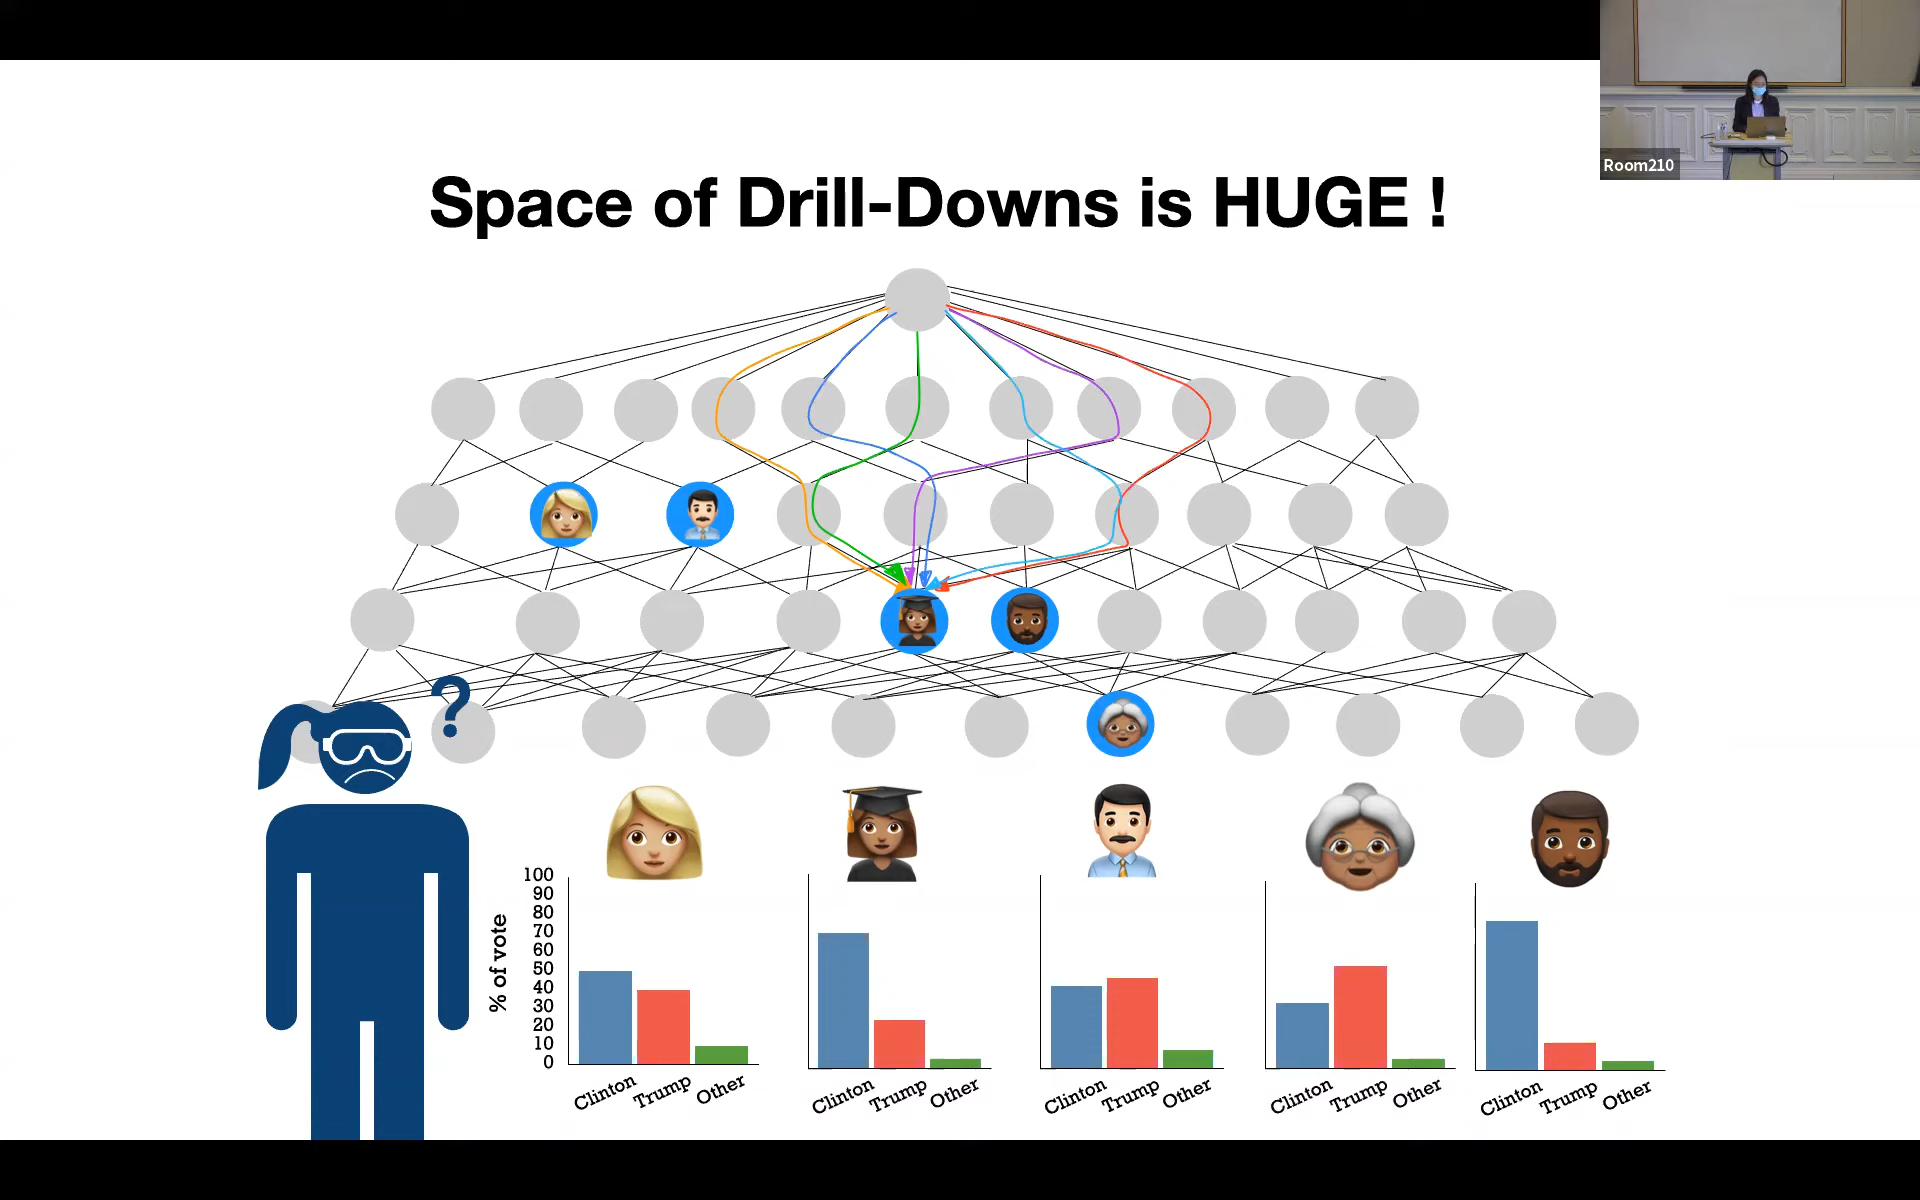 Room210
Space of Drill-Downs is HUGE !
?
% of vote
100
90
80
70
60
50
40
30
20
10
0
Clinton Trump Other
Clinton Trump Other
Clinton Trump Other
Clinton Trump Other
Clinton Trump Other